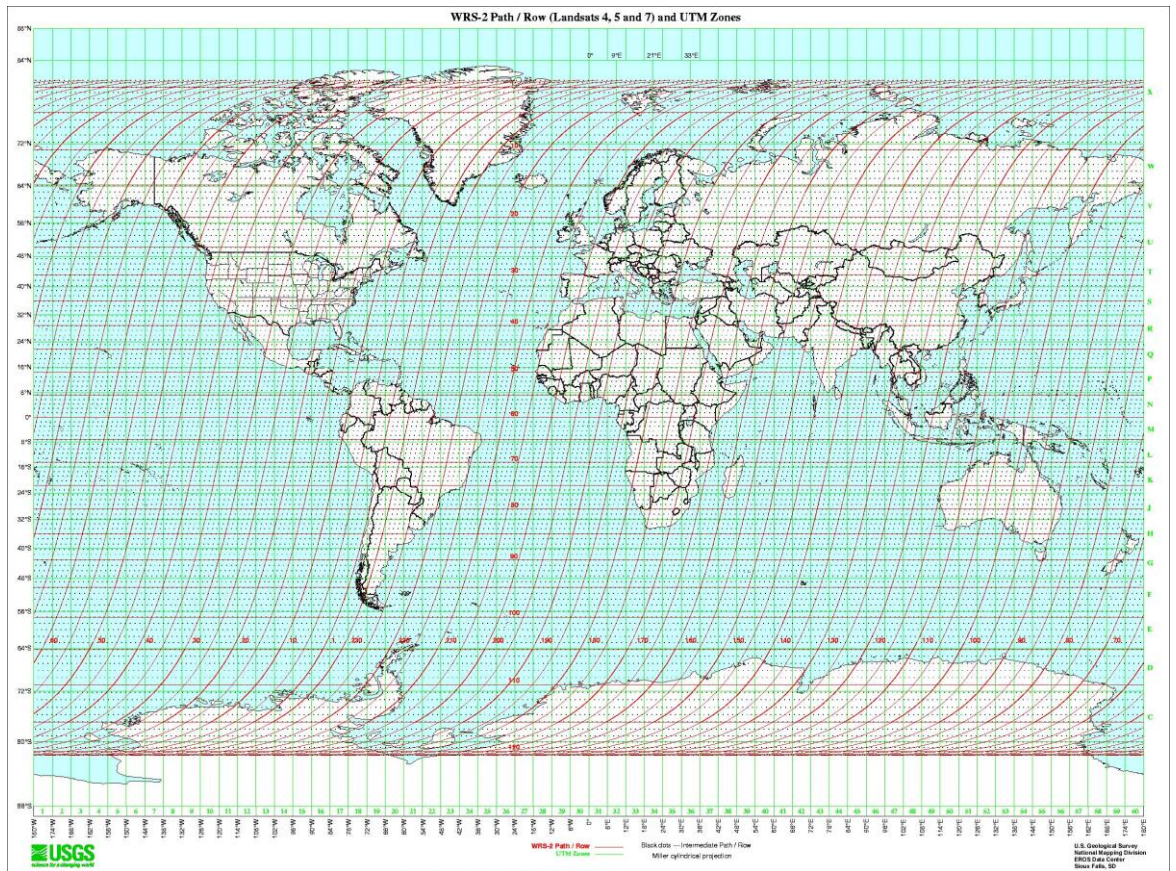 WRS-2 Path / Row (Landsats 4, 5 and 7) and UTM Zones
0° 9°E 21°E 33°E
84°N
X
72°N
W
64°N
20
V
56°N
U
48°N
30
T
40°N
S
32°N
40
R
24°N
Q
16°N
50
P
8°N
N
0°
60
M
8°S
L
16°S
70
K
24°S
80
J
32°S
H
40°S
90
G
48°S
F
56°S
100
E
60 50 40 30 20 10 1 230 220 210 200 190 180 170 160 150 140 130 120 110 100 90 80 70
64°S
D
72°S
110
C
80°S
88°S
1 2 3 4 5 6 7 8 9 10 11 12 13 14 15 16 17 18 19 20 21 22 23 24 25 26 27 28 29 30 31 32 33 34 35 36 37 38 39 40 41 42 43 44 45 46 47 48 49 50 51 52 53 54 55 56 57 58 59 60
USGS
science for a changing world
WRS-2 Path / Row
UTM Zones
Black dots --- Intermediate Path / Row
Miller cylindrical projection
U.S. Geological Survey
National Mapping Division
EROS Data Center
Sioux Falls, SD